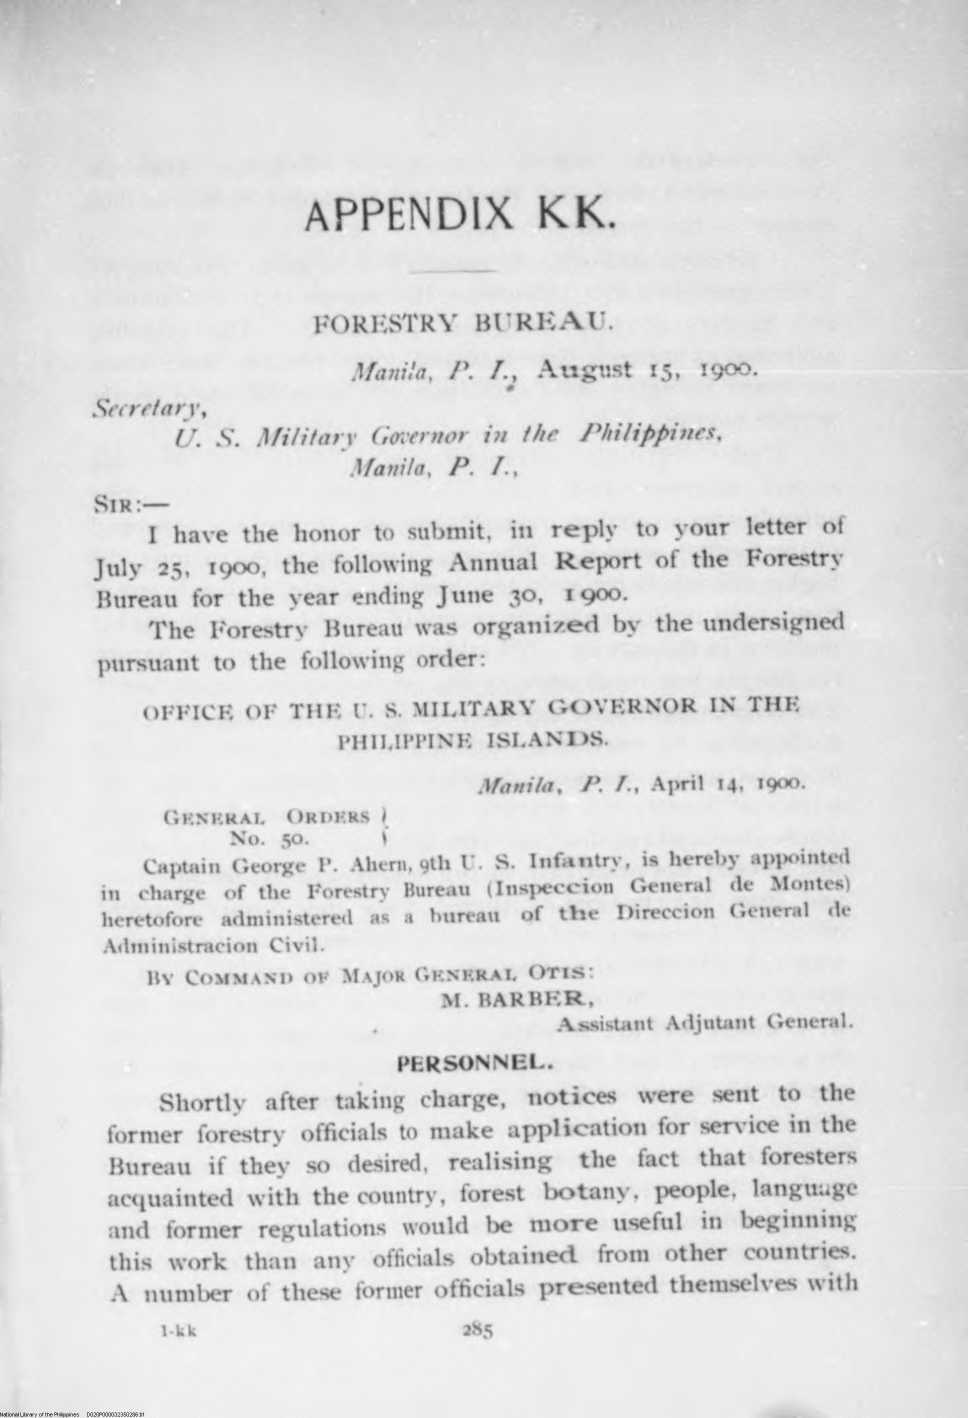 APPENDIX KK.
FORESTRY BUREAU.
Manila, P. I., August 15, 1900.
Secretary,
U. S. Military Governor in the Philippines,
Manila, P. I.,
SIR:—
I have the honor to submit, in reply to your letter of
July 25, 1900, the following Annual Report of the Forestry
Bureau for the year ending June 30, 1900.
The Forestry Bureau was organized by the undersigned
pursuant to the following order:
OFFICE OF THE U. S. MILITARY GOVERNOR IN THE
PHILIPPINE ISLANDS.
Manila, P. I., April 14, 1900.
GENERAL ORDERS }
No. 50. }
Captain George P. Ahern, 9th U. S. Infantry, is hereby appointed
in charge of the Forestry Bureau (Inspeccion General de Montes)
heretofore administered as a bureau of the Direccion General de
Administracion Civil.
BY COMMAND OF MAJOR GENERAL OTIS:
M. BARBER,
Assistant Adjutant General.
PERSONNEL.
Shortly after taking charge, notices were sent to the
former forestry officials to make application for service in the
Bureau if they so desired, realising the fact that foresters
acquainted with the country, forest botany, people, language
and former regulations would be more useful in beginning
this work than any officials obtained from other countries.
A number of these former officials presented themselves with
1-kk 285
National Library of the Philippines D020P000032350286.tif